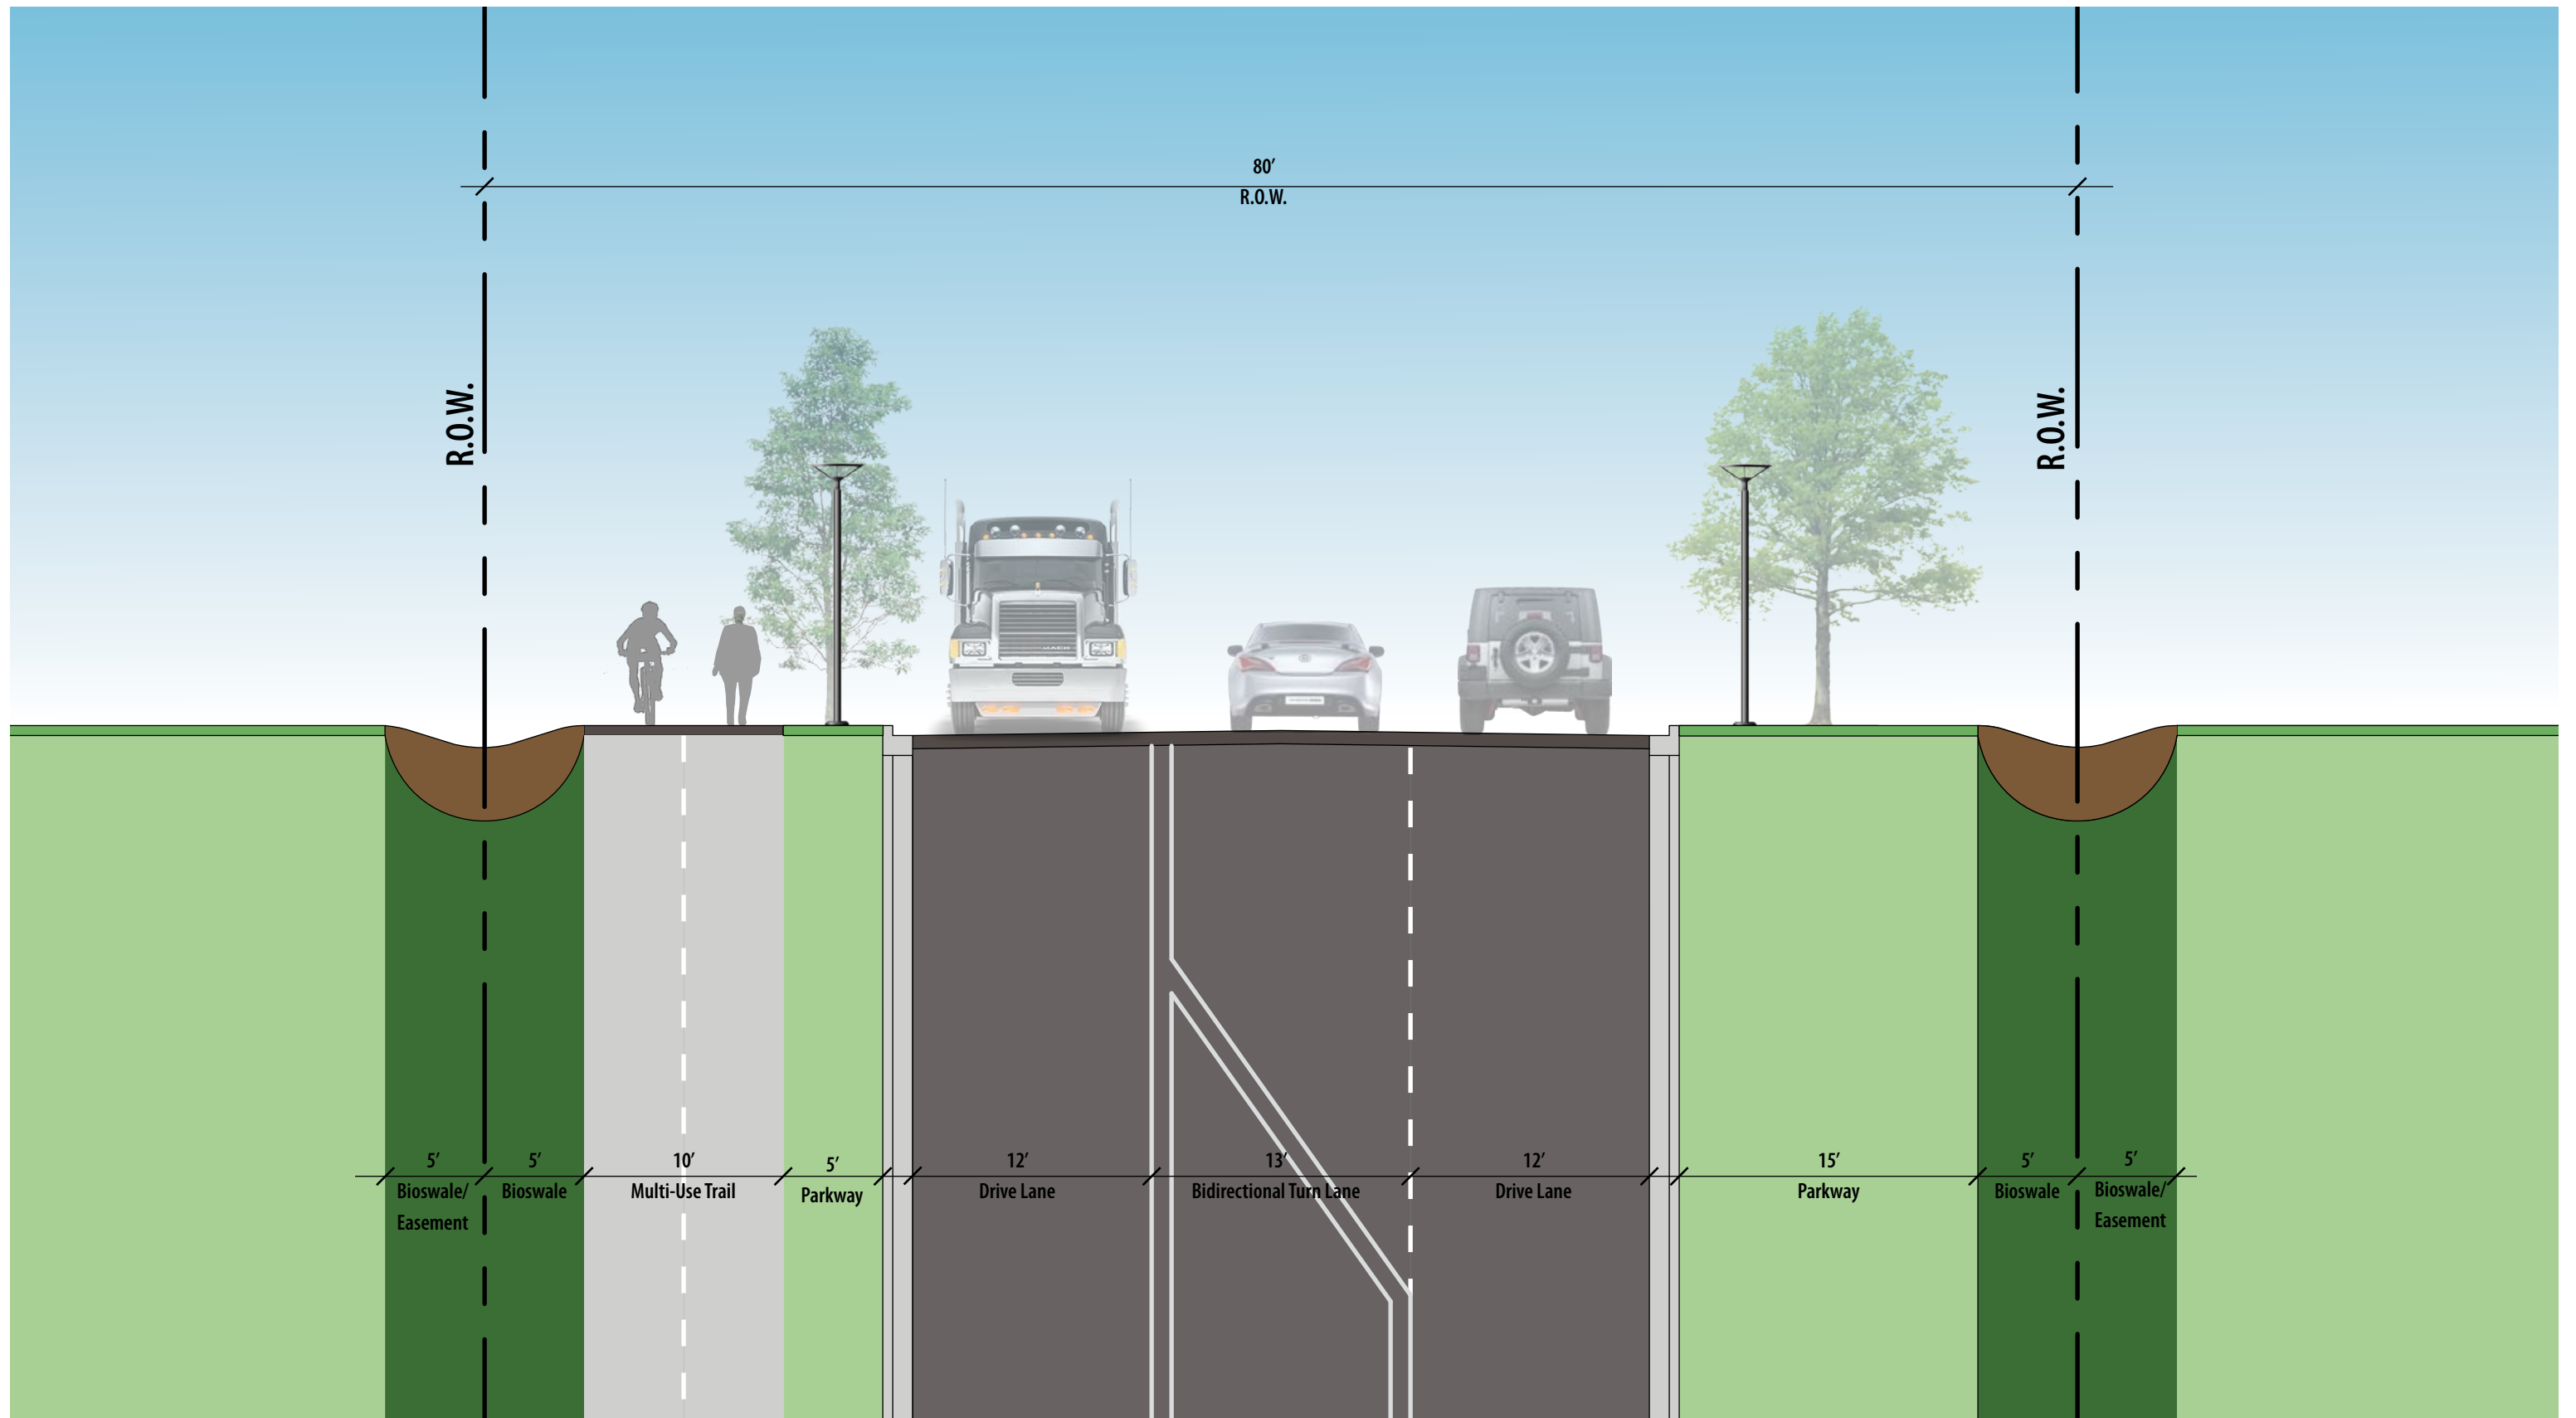 80′
R.O.W.
R.O.W.
R.O.W.
5′
Bioswale/
Easement
5′
Bioswale
10′
Multi-Use Trail
5′
Parkway
12′
Drive Lane
13′
Bidirectional Turn Lane
12′
Drive Lane
15′
Parkway
5′
Bioswale
5′
Bioswale/
Easement